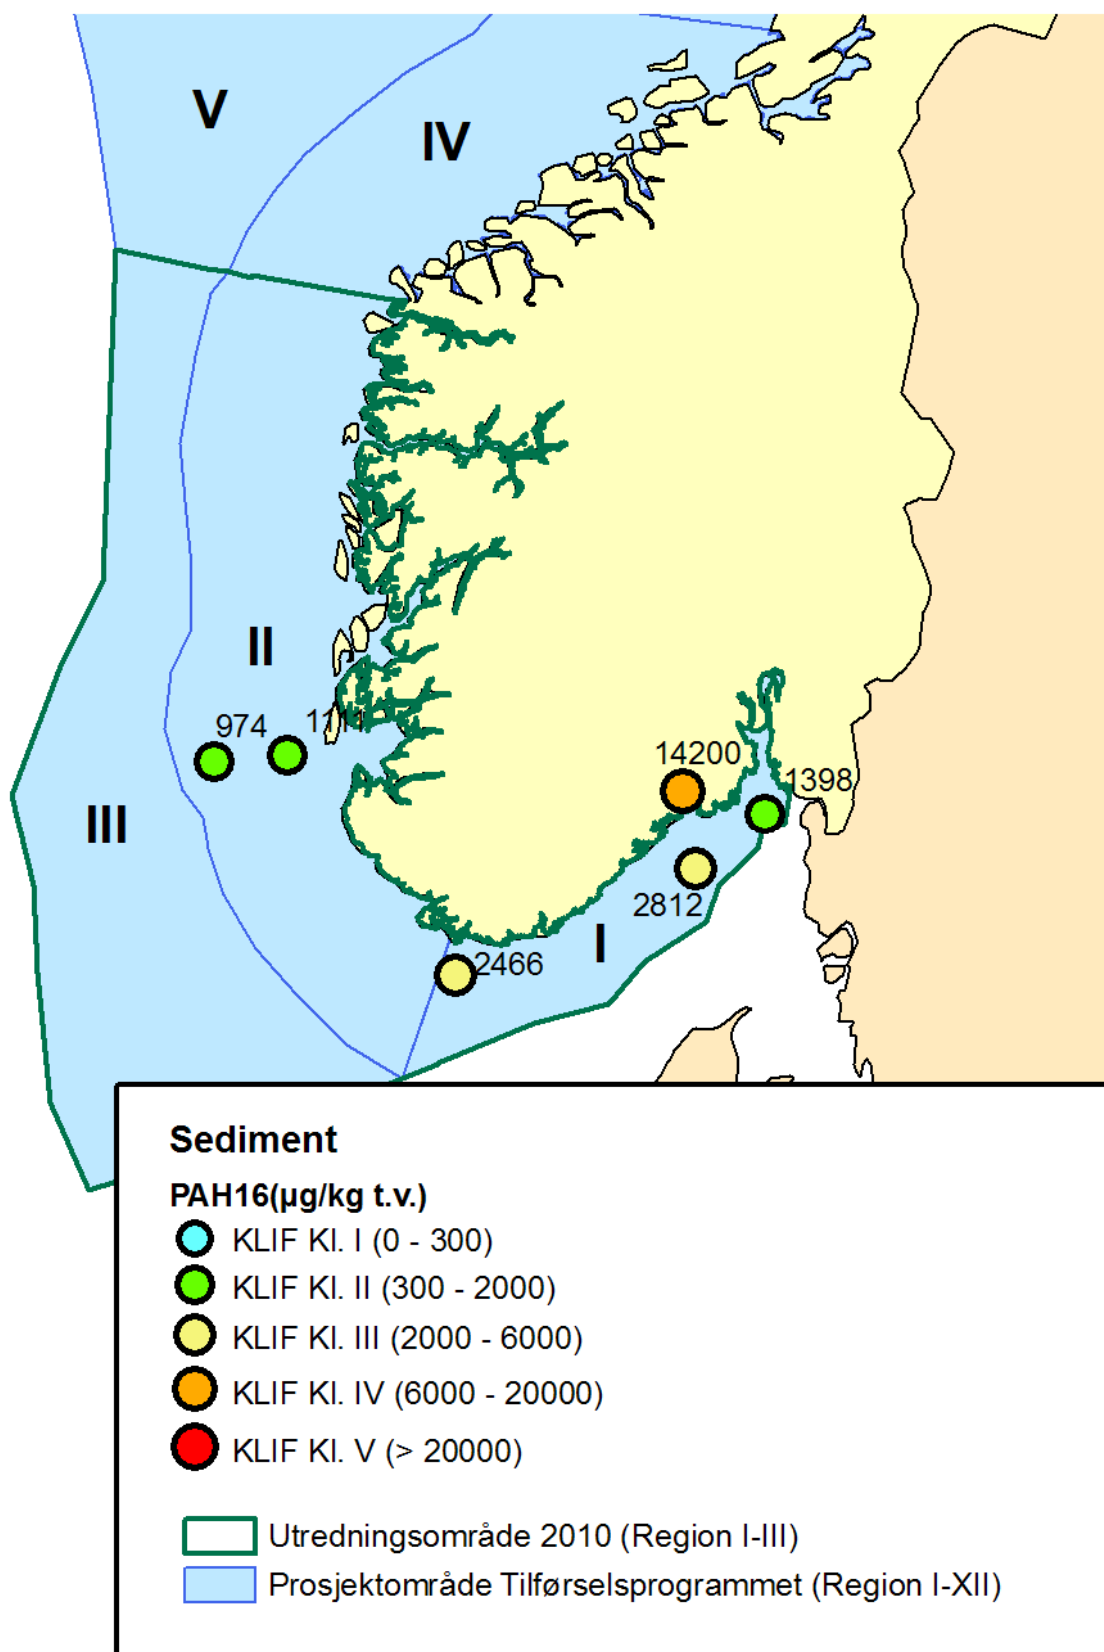 V
IV
II
974
1111
III
14200
1398
2812
I
2466
Sediment
PAH16(µg/kg t.v.)
KLIF Kl. I (0 - 300)
KLIF Kl. II (300 - 2000)
KLIF Kl. III (2000 - 6000)
KLIF Kl. IV (6000 - 20000)
KLIF Kl. V (> 20000)
Utredningsområde 2010 (Region I-III)
Prosjektområde Tilførselsprogrammet (Region I-XII)